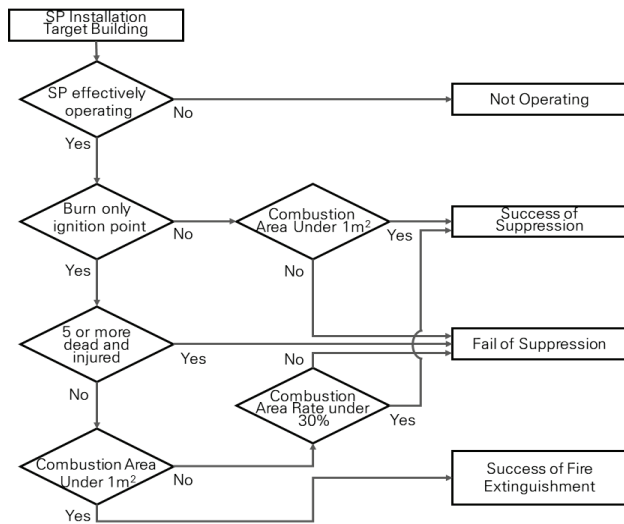 SP Installation
Target Building
SP effectively
operating
No
Not Operating
Yes
Burn only
ignition point
No
Combustion
Area Under 1m²
Yes
Success of
Suppression
Yes
No
5 or more
dead and
injured
Yes
Fail of Suppression
No
No
Combustion
Area Rate under
30%
Yes
Combustion Area
Under 1m²
No
Success of Fire
Extinguishment
Yes